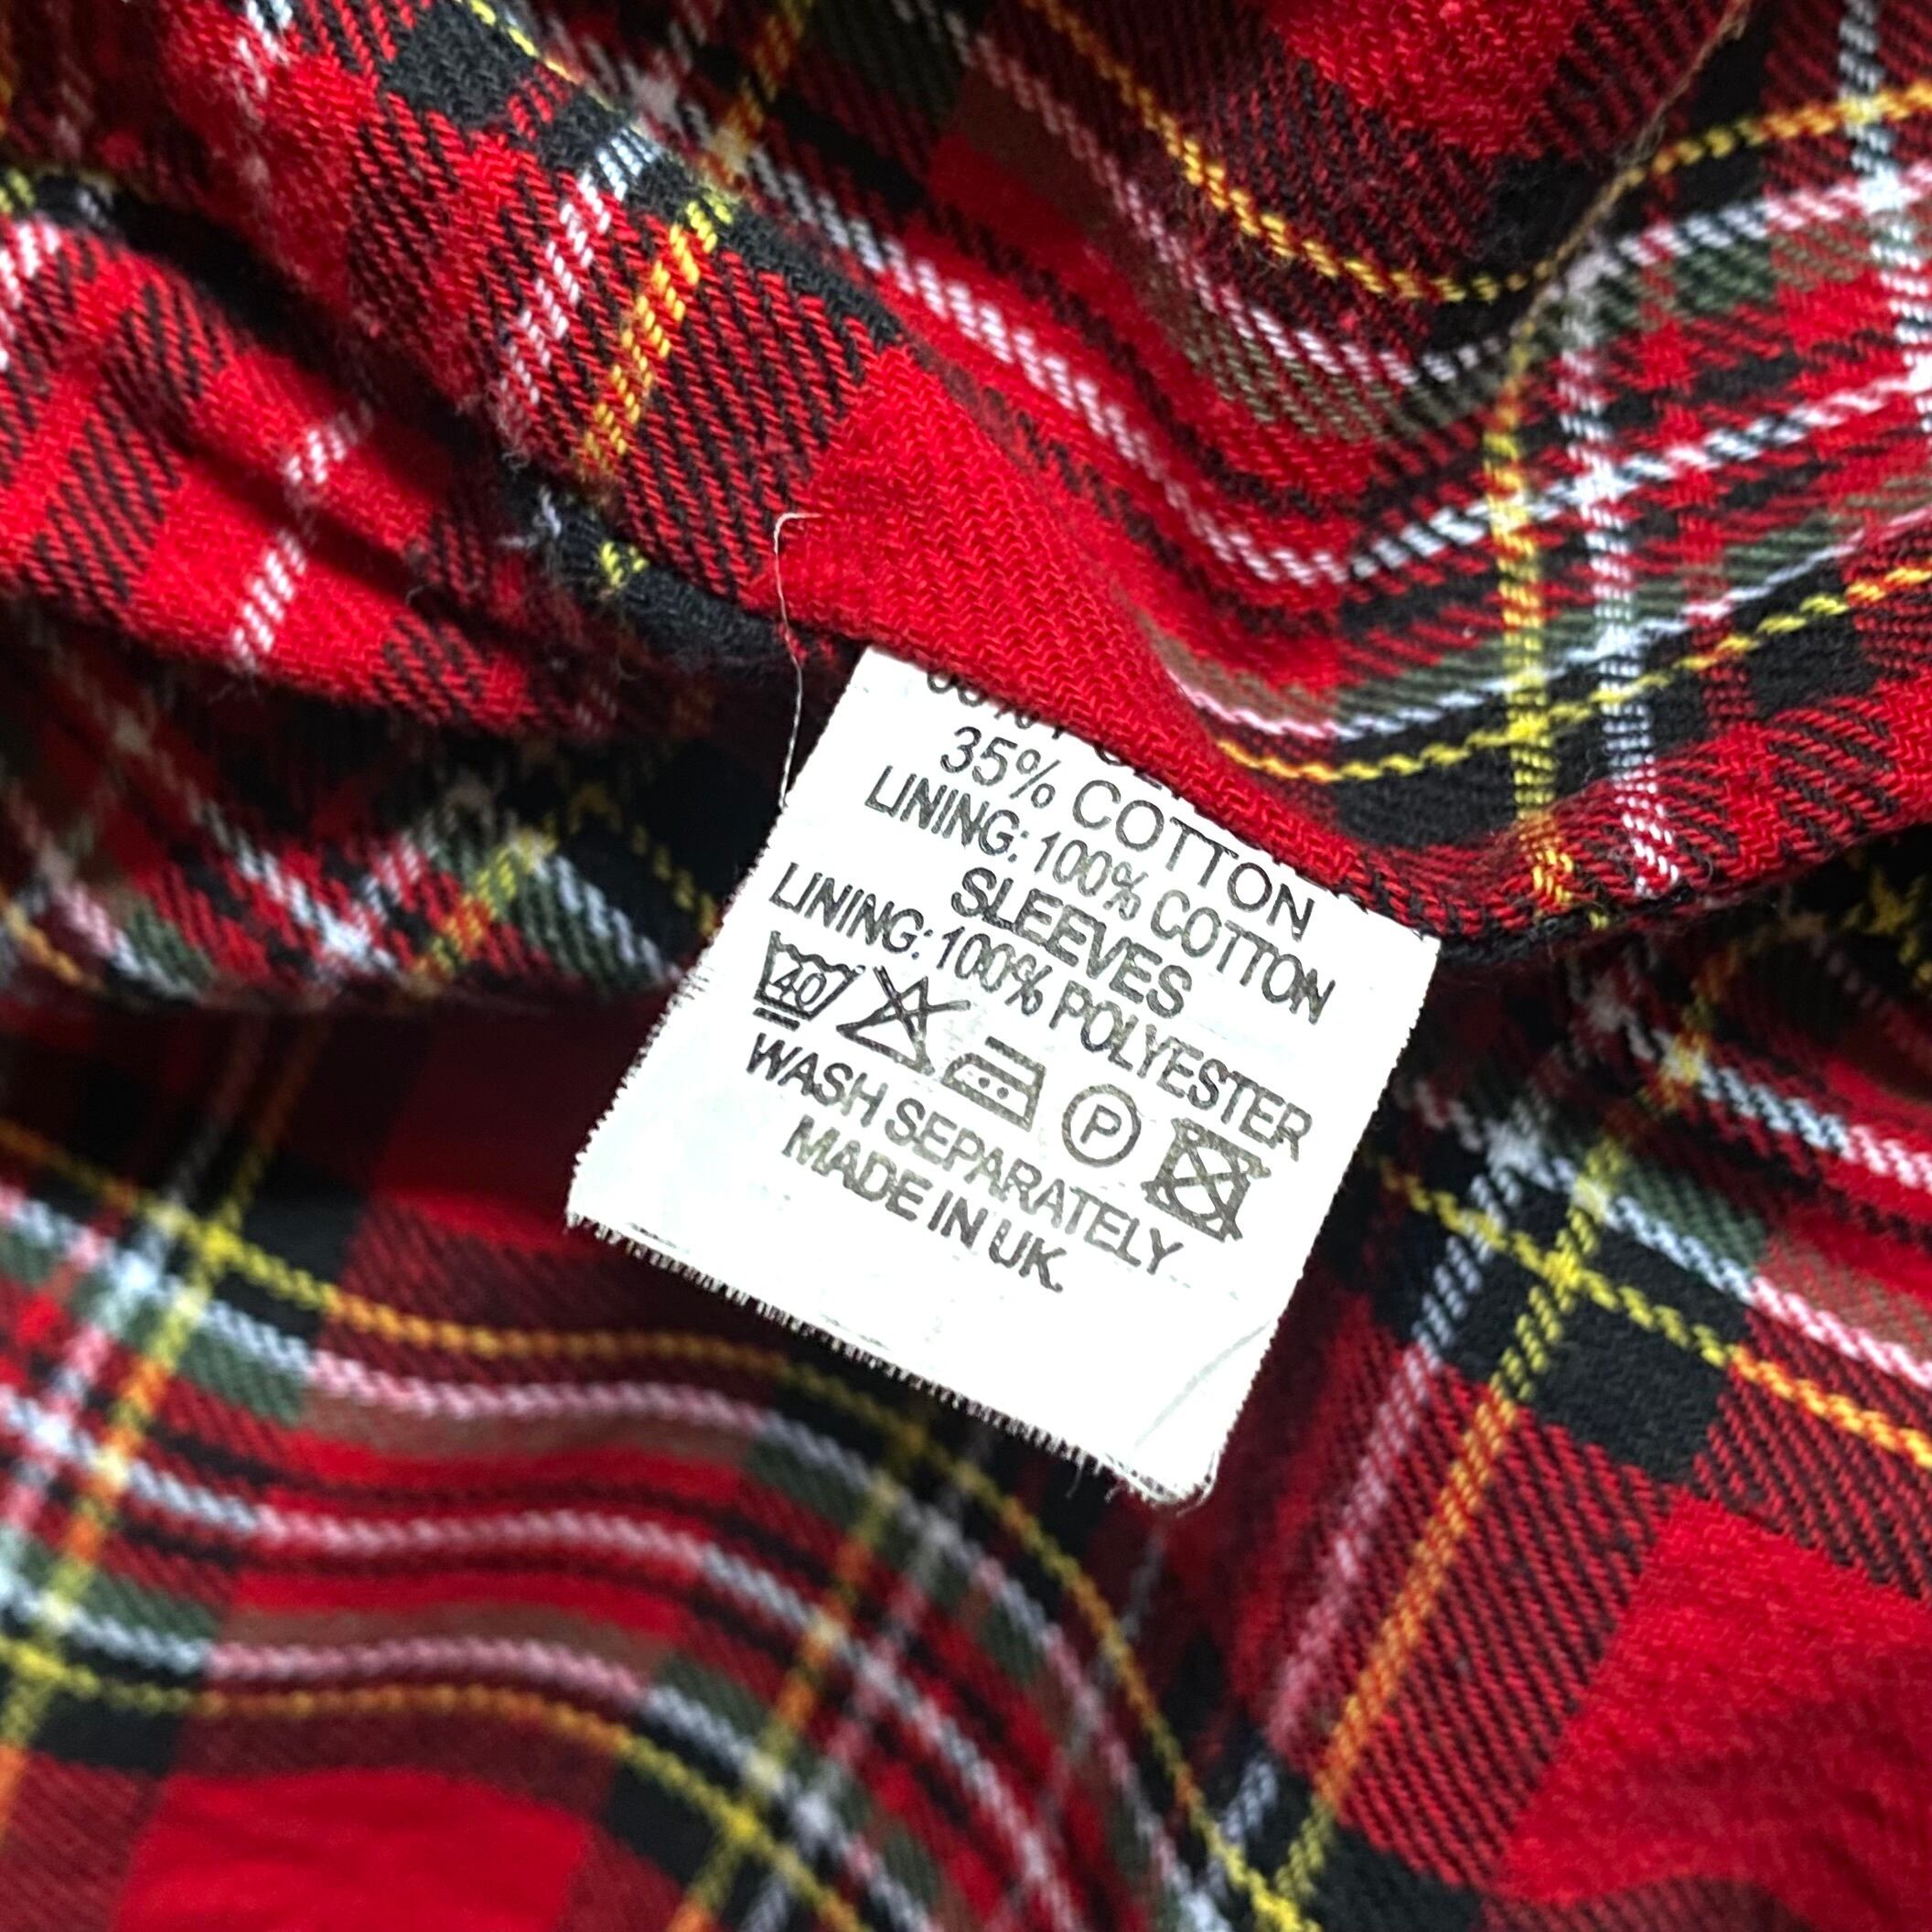 35% COTTON
LINING: 100% COTTON
SLEEVES
LINING: 100% POLYESTER
40 P
WASH SEPARATELY
MADE IN UK.